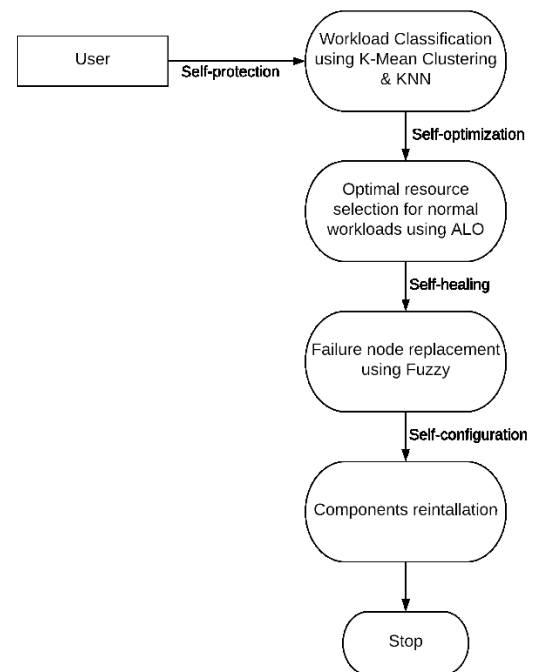 User
Self-protection
Workload Classification
using K-Mean Clustering
& KNN
Self-optimization
Optimal resource
selection for normal
workloads using ALO
Self-healing
Failure node replacement
using Fuzzy
Self-configuration
Components reintallation
Stop